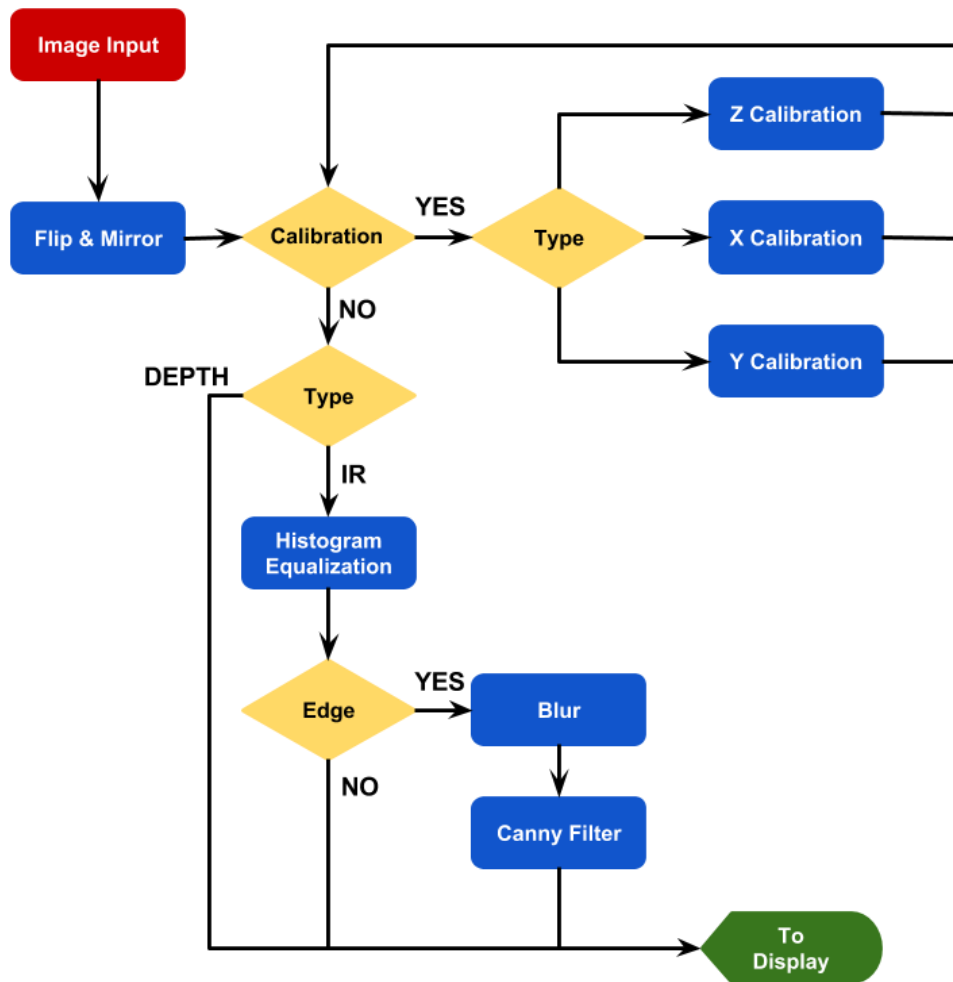 Image Input
Z Calibration
YES
Flip & Mirror
Calibration
Type
X Calibration
NO
Y Calibration
DEPTH
Type
IR
Histogram
Equalization
YES
Edge
Blur
NO
Canny Filter
To
Display